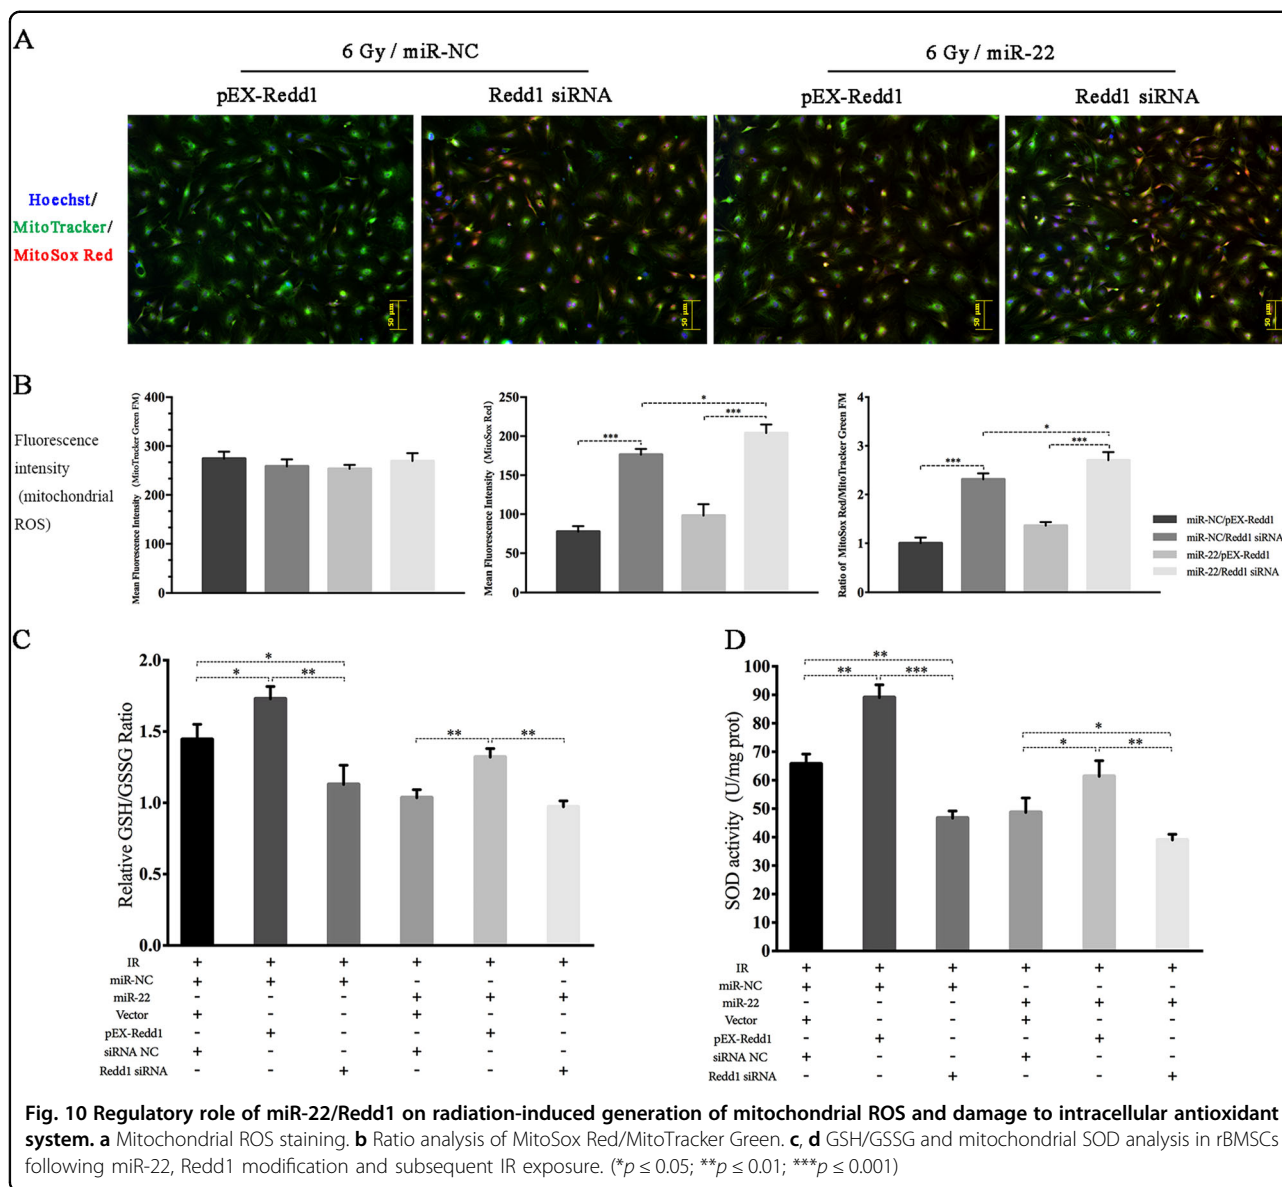 A
6 Gy / miR-NC
6 Gy / miR-22
pEX-Redd1
Redd1 siRNA
pEX-Redd1
Redd1 siRNA
Hoechst/
MitoTracker/
MitoSox Red
50 μm
50 μm
50 μm
50 μm
B
Fluorescence
intensity
(mitochondrial
ROS)
Mean Fluorescence Intensity (MitoTracker Green FM)
400
300
200
300
100
0
Mean Fluorescence Intensity (MitoSox Red)
250
200
150
100
50
0
***
*
***
Ratio of MitoSox Red/MitoTracker Green FM
4
3
2
1
0
***
*
***
miR-NC/pEX-Redd1
miR-NC/Redd1 siRNA
miR-22/pEX-Redd1
miR-22/Redd1 siRNA
C
Relative GSH/GSSG Ratio
2.0
1.5
1.0
0.5
0.0
*
* **
** **
IR + + + + + +
miR-NC + + + - - -
miR-22 - - - + + +
Vector + - - + - -
pEX-Redd1 - + - - + -
siRNA NC + - - + - -
Redd1 siRNA - - + - - +
D
SOD activity (U/mg prot)
100
90
80
70
60
50
40
30
20
10
0
**
** ***
*
* **
IR + + + + + +
miR-NC + + + - - -
miR-22 - - - + + +
Vector + - - + - -
pEX-Redd1 - + - - + -
siRNA NC + - - + - -
Redd1 siRNA - - + - - +
Fig. 10 Regulatory role of miR-22/Redd1 on radiation-induced generation of mitochondrial ROS and damage to intracellular antioxidant
system. a Mitochondrial ROS staining. b Ratio analysis of MitoSox Red/MitoTracker Green. c, d GSH/GSSG and mitochondrial SOD analysis in rBMSCs
following miR-22, Redd1 modification and subsequent IR exposure. (*p ≤ 0.05; **p ≤ 0.01; ***p ≤ 0.001)